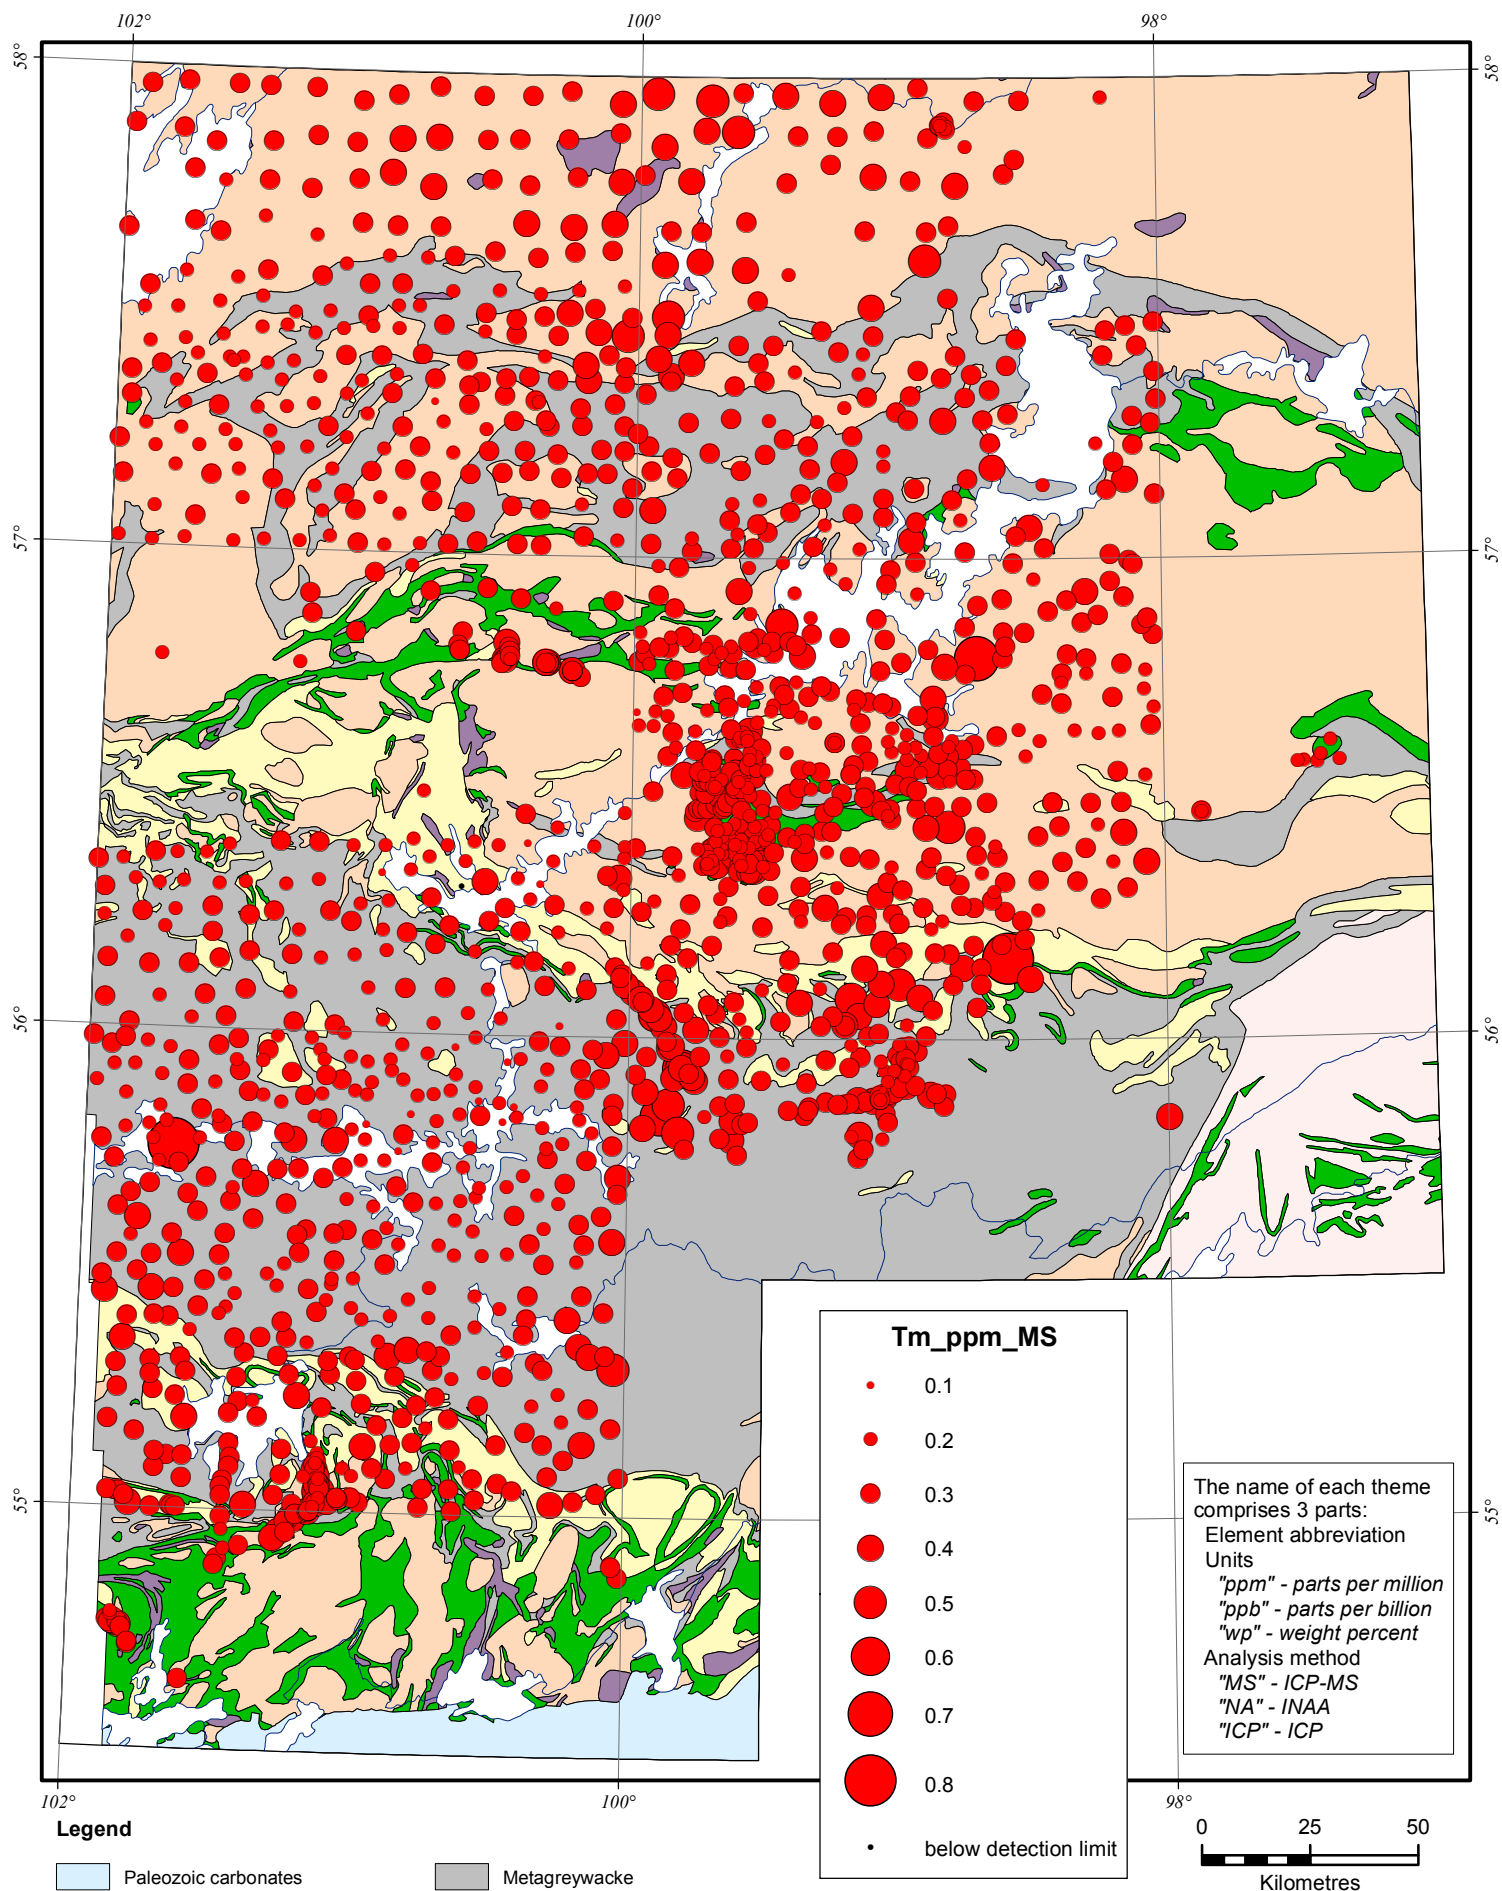 102° 100° 98°
58° 58°
57° 57°
56° 56°
55° 55°
Tm_ppm_MS
0.1
0.2
0.3
0.4
0.5
0.6
0.7
0.8
below detection limit
The name of each theme
comprises 3 parts:
Element abbreviation
Units
"ppm" - parts per million
"ppb" - parts per billion
"wp" - weight percent
Analysis method
"MS" - ICP-MS
"NA" - INAA
"ICP" - ICP
102° 100° 98°
Legend
0 25 50
Kilometres
Paleozoic carbonates
Metagreywacke